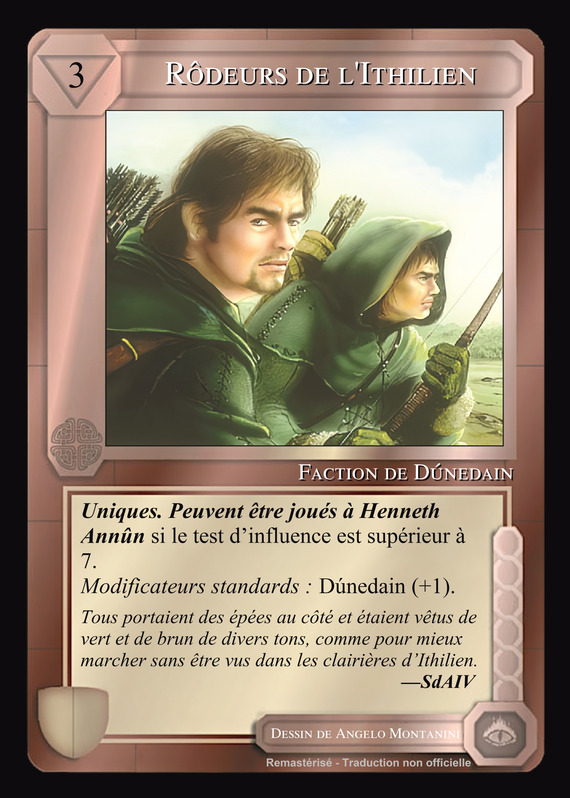 3
RÔDEURS DE L'ITHILIEN
FACTION DE DÚNEDAIN
Uniques. Peuvent être joués à Henneth
Annûn si le test d’influence est supérieur à
7.
Modificateurs standards : Dúnedain (+1).
Tous portaient des épées au côté et étaient vêtus de
vert et de brun de divers tons, comme pour mieux
marcher sans être vus dans les clairières d’Ithilien.
—SdAIV
DESSIN DE ANGELO MONTANINI
Remastérisé - Traduction non officielle